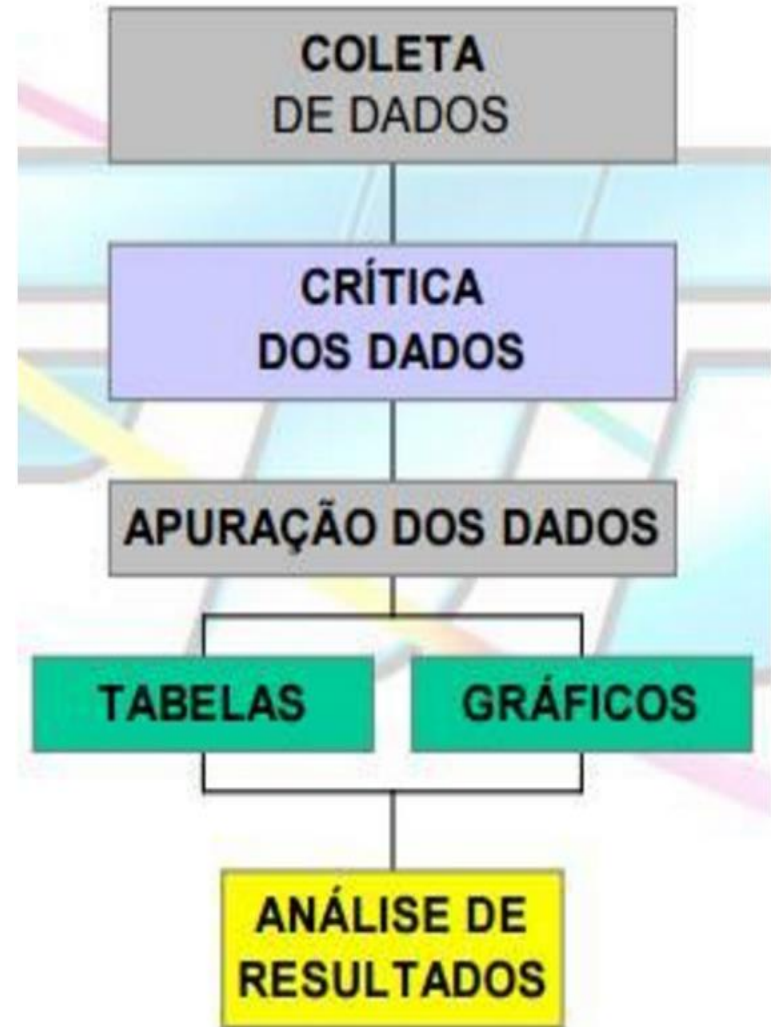 COLETA
DE DADOS
CRÍTICA
DOS DADOS
APURAÇÃO DOS DADOS
TABELAS
GRÁFICOS
ANÁLISE DE
RESULTADOS